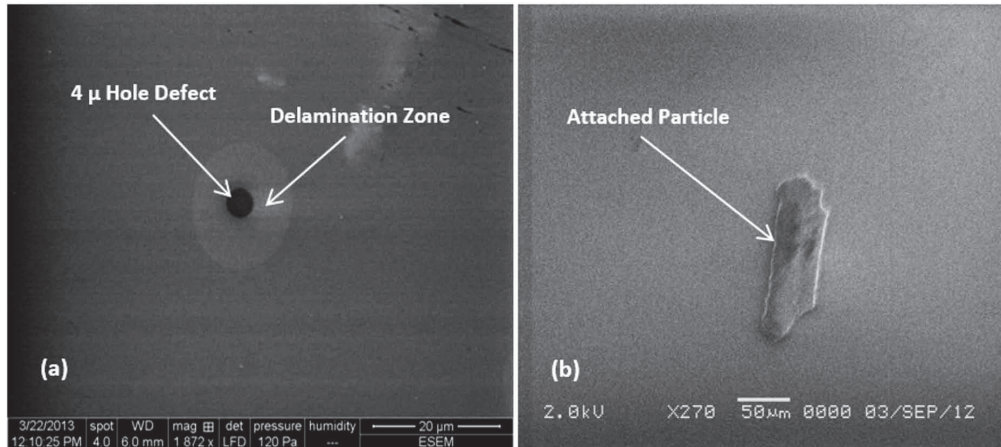 4 μ Hole Defect
Delamination Zone
(a)
3/22/2013 spot WD mag ⊞ det pressure humidity 20 μm
12:10:25 PM 4.0 6.0 mm 1 872 x LFD 120 Pa --- ESEM
Attached Particle
(b)
2.0kV X270 50μm 0000 03/SEP/12